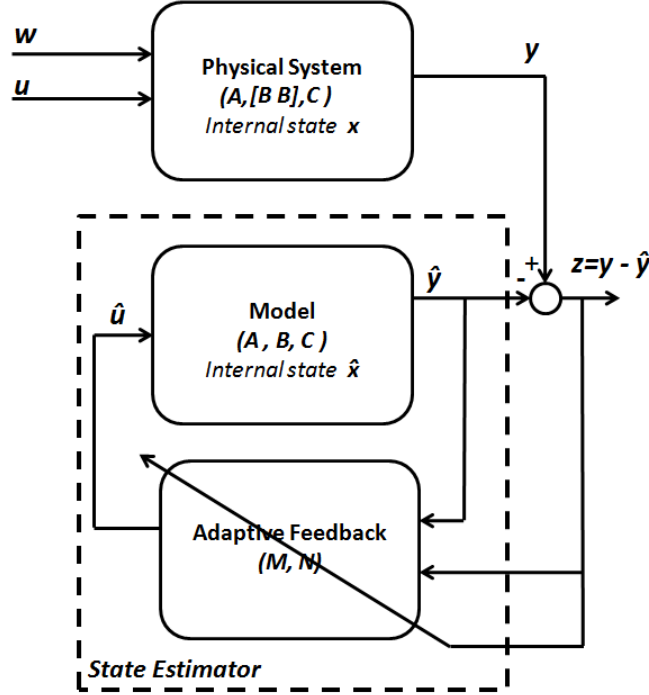 w
u
Physical System
(A,[B B],C )
Internal state x
y
û
Model
(A , B, C )
Internal state x̂
ŷ
+
-
z=y - ŷ
Adaptive Feedback
(M, N)
State Estimator